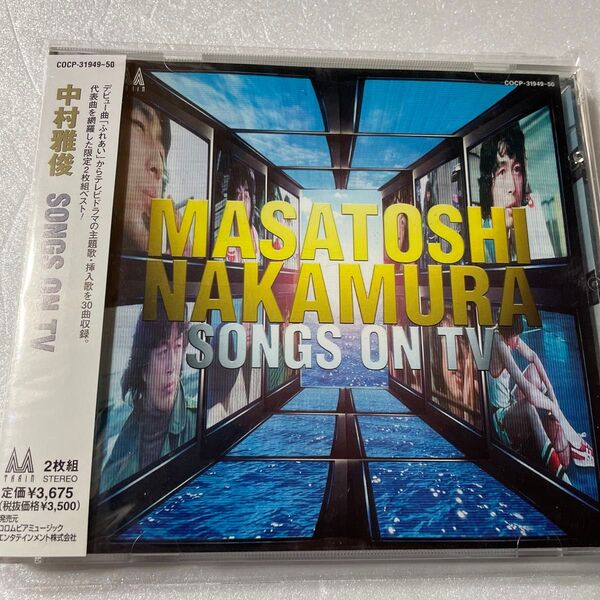 COCP-31949~50
TRAIN
中村雅俊 SONGS ON TV
デビュー曲「ふれあい」からテレビドラマの主題歌・挿入歌を30曲収録。
代表曲を網羅した限定2枚組ベスト!
TRAIN
2枚組
STEREO
定価¥3,675
(税抜価格¥3,500)
発売元
コロムビアミュージック
エンタテインメント株式会社
COCP-31949~50
MASATOSHI
NAKAMURA
SONGS ON TV